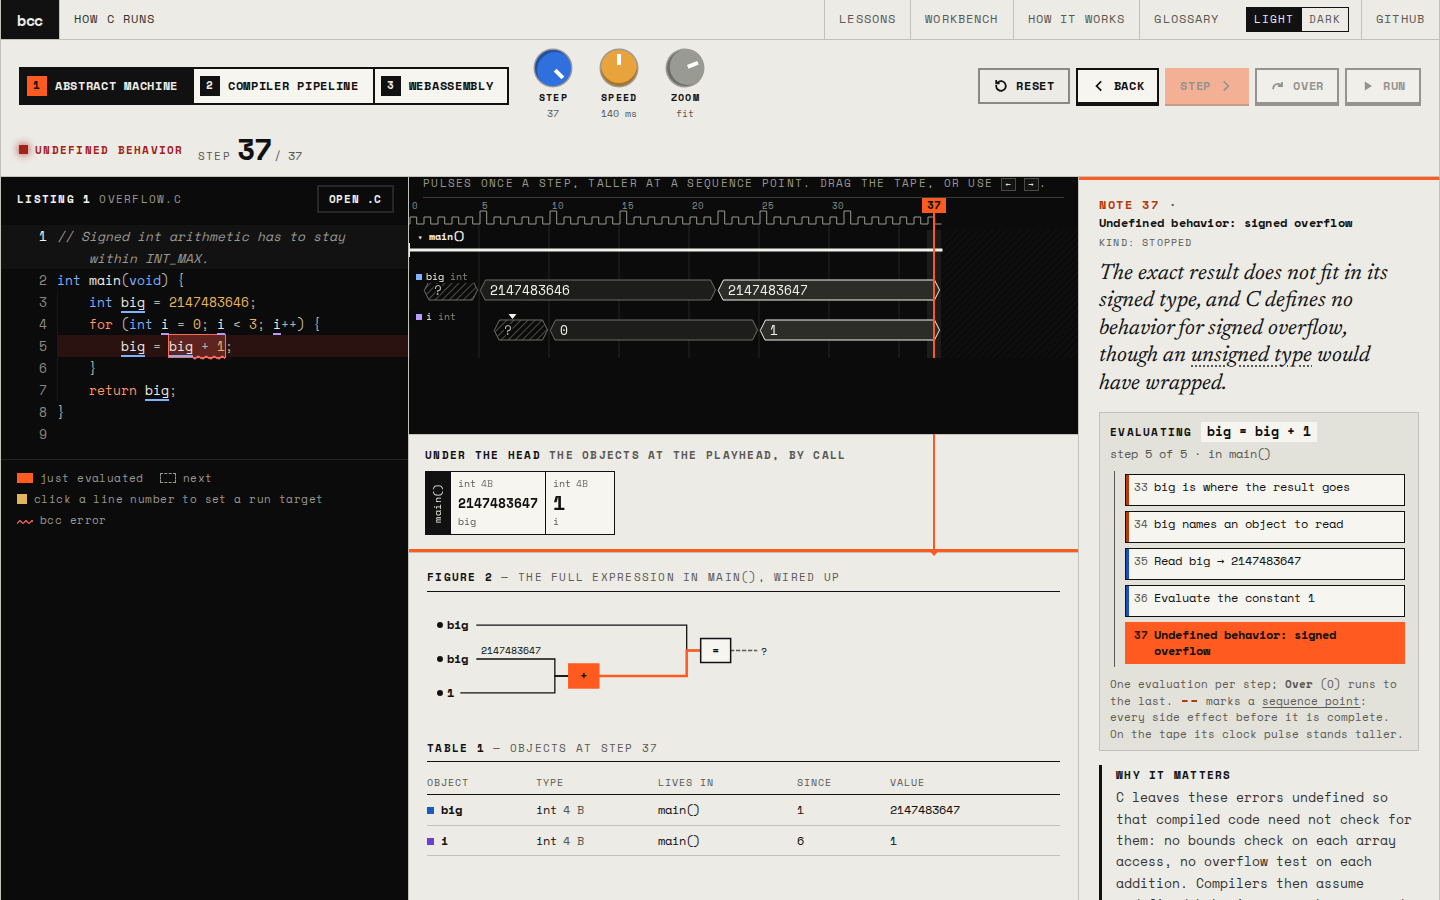 bcc HOW C RUNS LESSONS WORKBENCH HOW IT WORKS GLOSSARY LIGHT DARK GITHUB
1 ABSTRACT MACHINE 2 COMPILER PIPELINE 3 WEBASSEMBLY
STEP SPEED ZOOM
37 140 ms fit
RESET BACK STEP OVER RUN
UNDEFINED BEHAVIOR STEP 37 / 37
LISTING 1 OVERFLOW.C OPEN .C
1 // Signed int arithmetic has to stay
within INT_MAX.
2 int main(void) {
3 int big = 2147483646;
4 for (int i = 0; i < 3; i++) {
5 big = big + 1;
6 }
7 return big;
8 }
9
just evaluated next
click a line number to set a run target
bcc error
PULSES ONCE A STEP, TALLER AT A SEQUENCE POINT. DRAG THE TAPE, OR USE ← →.
0 5 10 15 20 25 30 37
main()
big int
? 2147483646 2147483647
i int
? 0 1
UNDER THE HEAD THE OBJECTS AT THE PLAYHEAD, BY CALL
main()
int 4B int 4B
2147483647 1
big i
FIGURE 2 — THE FULL EXPRESSION IN MAIN(), WIRED UP
big
big 2147483647
1
+
= ?
TABLE 1 — OBJECTS AT STEP 37
OBJECT TYPE LIVES IN SINCE VALUE
big int 4 B main() 1 2147483647
i int 4 B main() 6 1
NOTE 37 ·
Undefined behavior: signed overflow
KIND: STOPPED
The exact result does not fit in its
signed type, and C defines no
behavior for signed overflow,
though an unsigned type would
have wrapped.
EVALUATING big = big + 1
step 5 of 5 · in main()
33 big is where the result goes
34 big names an object to read
35 Read big → 2147483647
36 Evaluate the constant 1
37 Undefined behavior: signed
overflow
One evaluation per step; Over (O) runs to
the last. marks a sequence point:
every side effect before it is complete.
On the tape its clock pulse stands taller.
WHY IT MATTERS
C leaves these errors undefined so
that compiled code need not check for
them: no bounds check on each array
access, no overflow test on each
addition. Compilers then assume